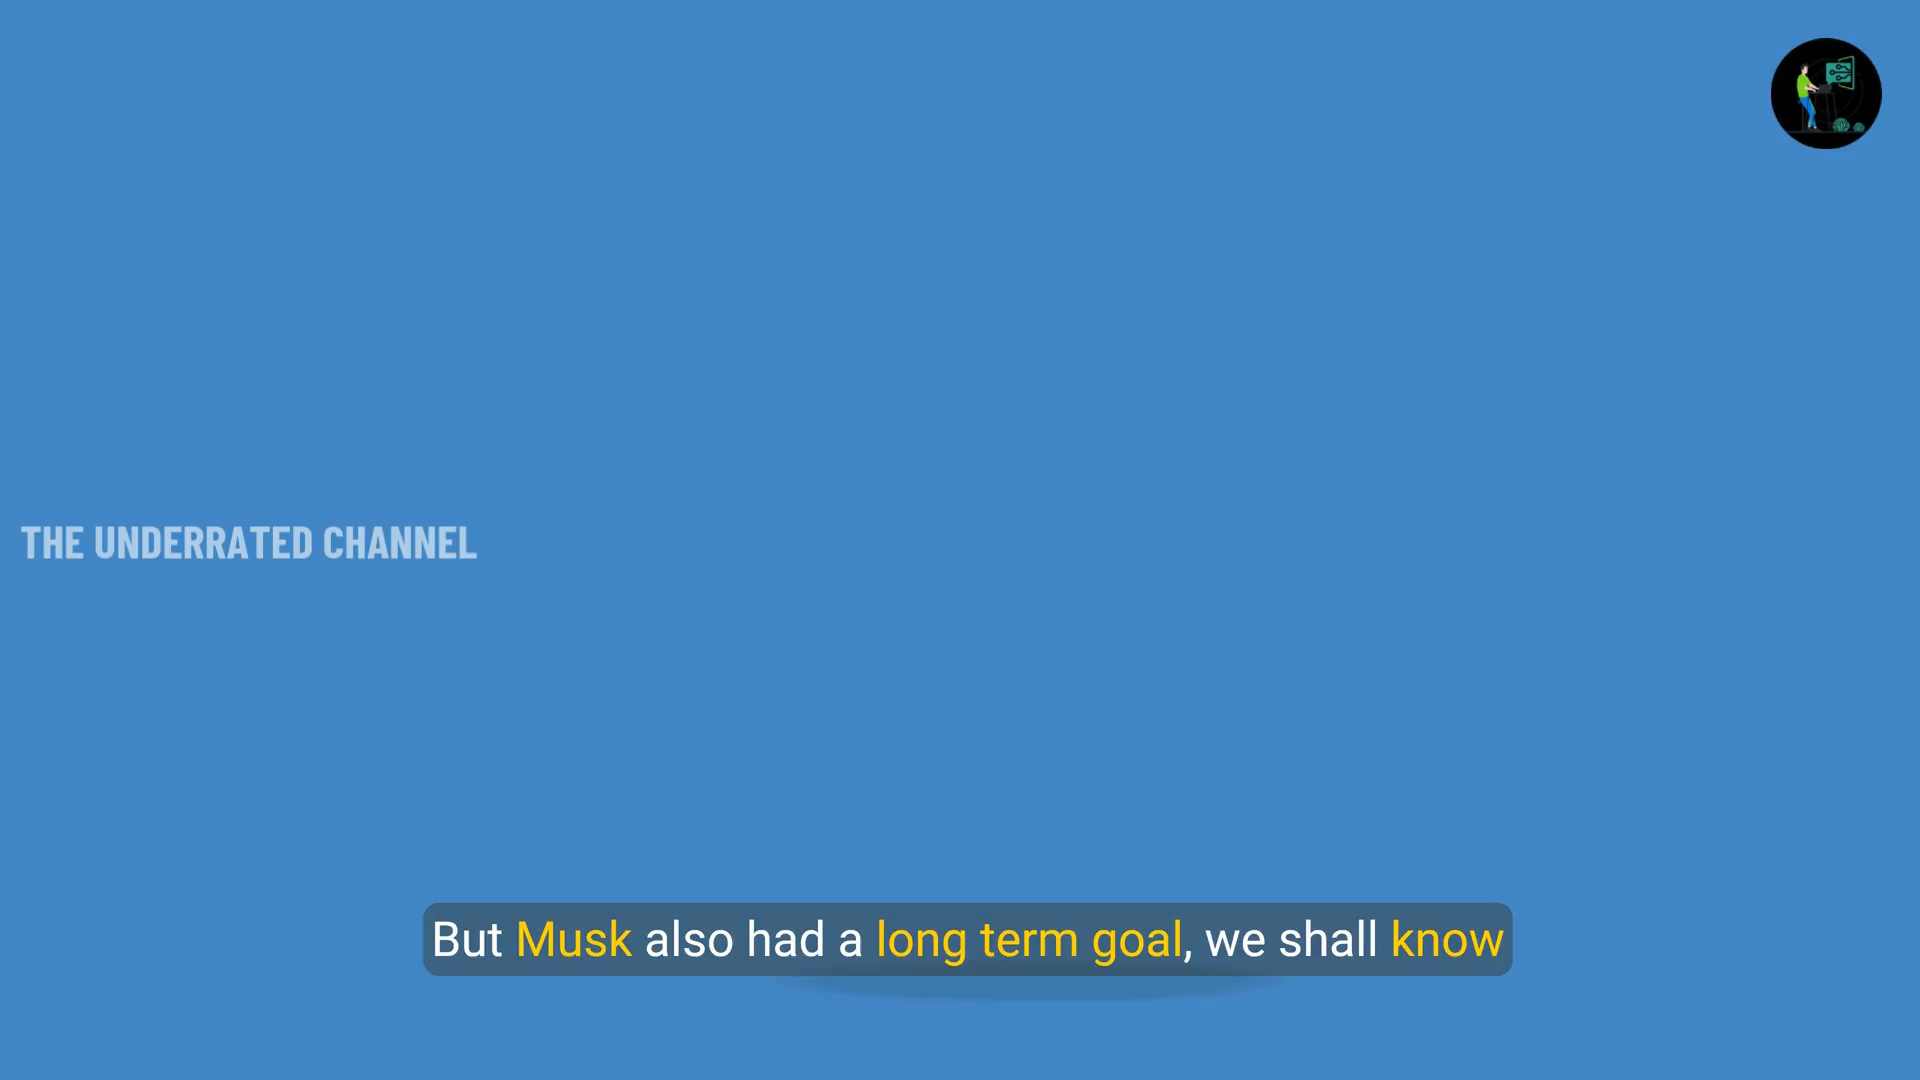 THE UNDERRATED CHANNEL
But Musk also had a long term goal, we shall know